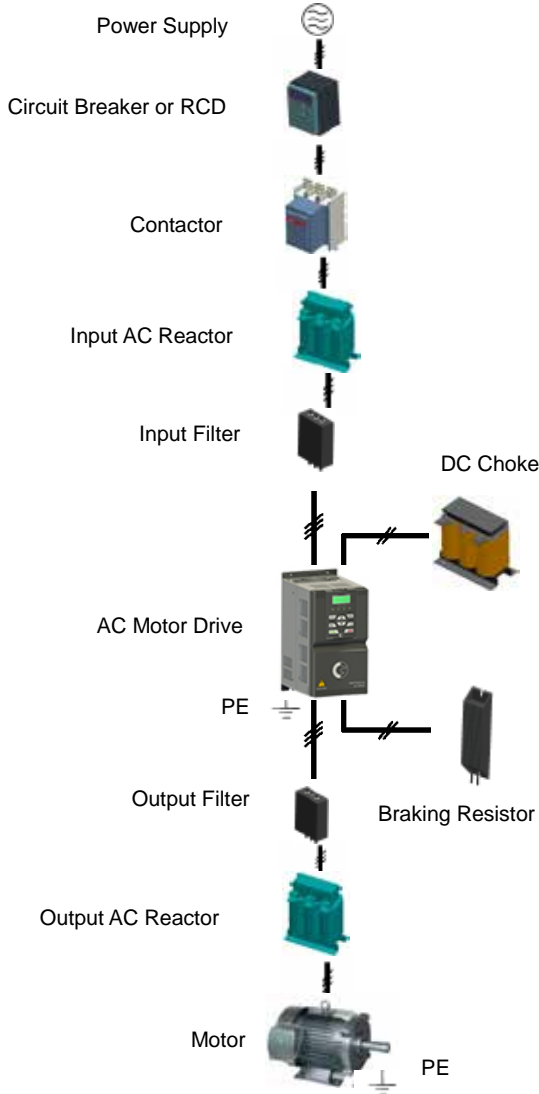 Power Supply
Circuit Breaker or RCD
Contactor
Input AC Reactor
Input Filter
DC Choke
AC Motor Drive
PE
Output Filter
Braking Resistor
Output AC Reactor
Motor
PE